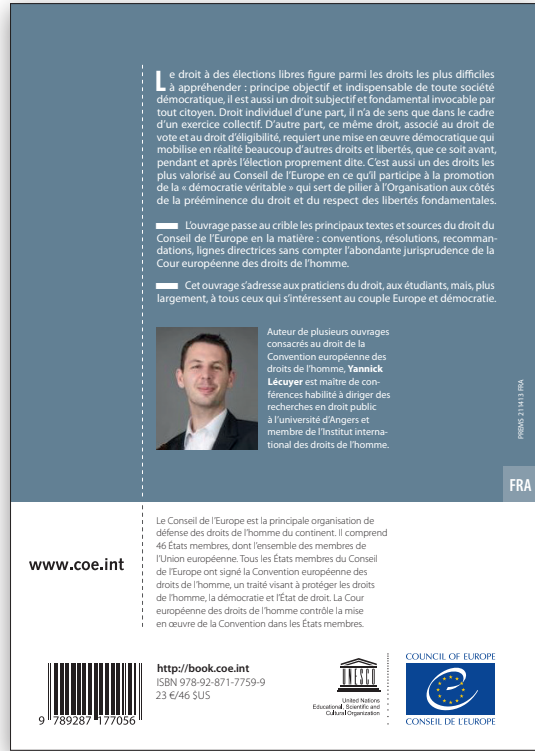 Le droit à des élections libres figure parmi les droits les plus difficiles
à appréhender : principe objectif et indispensable de toute société
démocratique, il est aussi un droit subjectif et fondamental invocable par
tout citoyen. Droit individuel d'une part, il n'a de sens que dans le cadre
d'un exercice collectif. D'autre part, ce même droit, associé au droit de
vote et au droit d'éligibilité, requiert une mise en œuvre démocratique qui
mobilise en réalité beaucoup d'autres droits et libertés, que ce soit avant,
pendant et après l'élection proprement dite. C'est aussi un des droits les
plus valorisé au Conseil de l'Europe en ce qu'il participe à la promotion
de la « démocratie véritable » qui sert de pilier à l'Organisation aux côtés
de la prééminence du droit et du respect des libertés fondamentales.
L'ouvrage passe au crible les principaux textes et sources du droit du
Conseil de l'Europe en la matière : conventions, résolutions, recomman-
dations, lignes directrices sans compter l'abondante jurisprudence de la
Cour européenne des droits de l'homme.
Cet ouvrage s'adresse aux praticiens du droit, aux étudiants, mais, plus
largement, à tous ceux qui s'intéressent au couple Europe et démocratie.
Auteur de plusieurs ouvrages
consacrés au droit de la
Convention européenne des
droits de l'homme, Yannick
Lécuyer est maître de con-
férences habilité à diriger des
recherches en droit public
à l'université d'Angers et
membre de l'Institut interna-
tional des droits de l'homme.
PREMS 211413 FRA
FRA
www.coe.int
Le Conseil de l'Europe est la principale organisation de
défense des droits de l'homme du continent. Il comprend
46 États membres, dont l'ensemble des membres de
l'Union européenne. Tous les États membres du Conseil
de l'Europe ont signé la Convention européenne des
droits de l'homme, un traité visant à protéger les droits
de l'homme, la démocratie et l'État de droit. La Cour
européenne des droits de l'homme contrôle la mise
en œuvre de la Convention dans les États membres.
http://book.coe.int
ISBN 978-92-871-7759-9
23 €/46 $US
9 789287 177056
UNESCO
United Nations
Educational, Scientific and
Cultural Organization
COUNCIL OF EUROPE
CONSEIL DE L'EUROPE